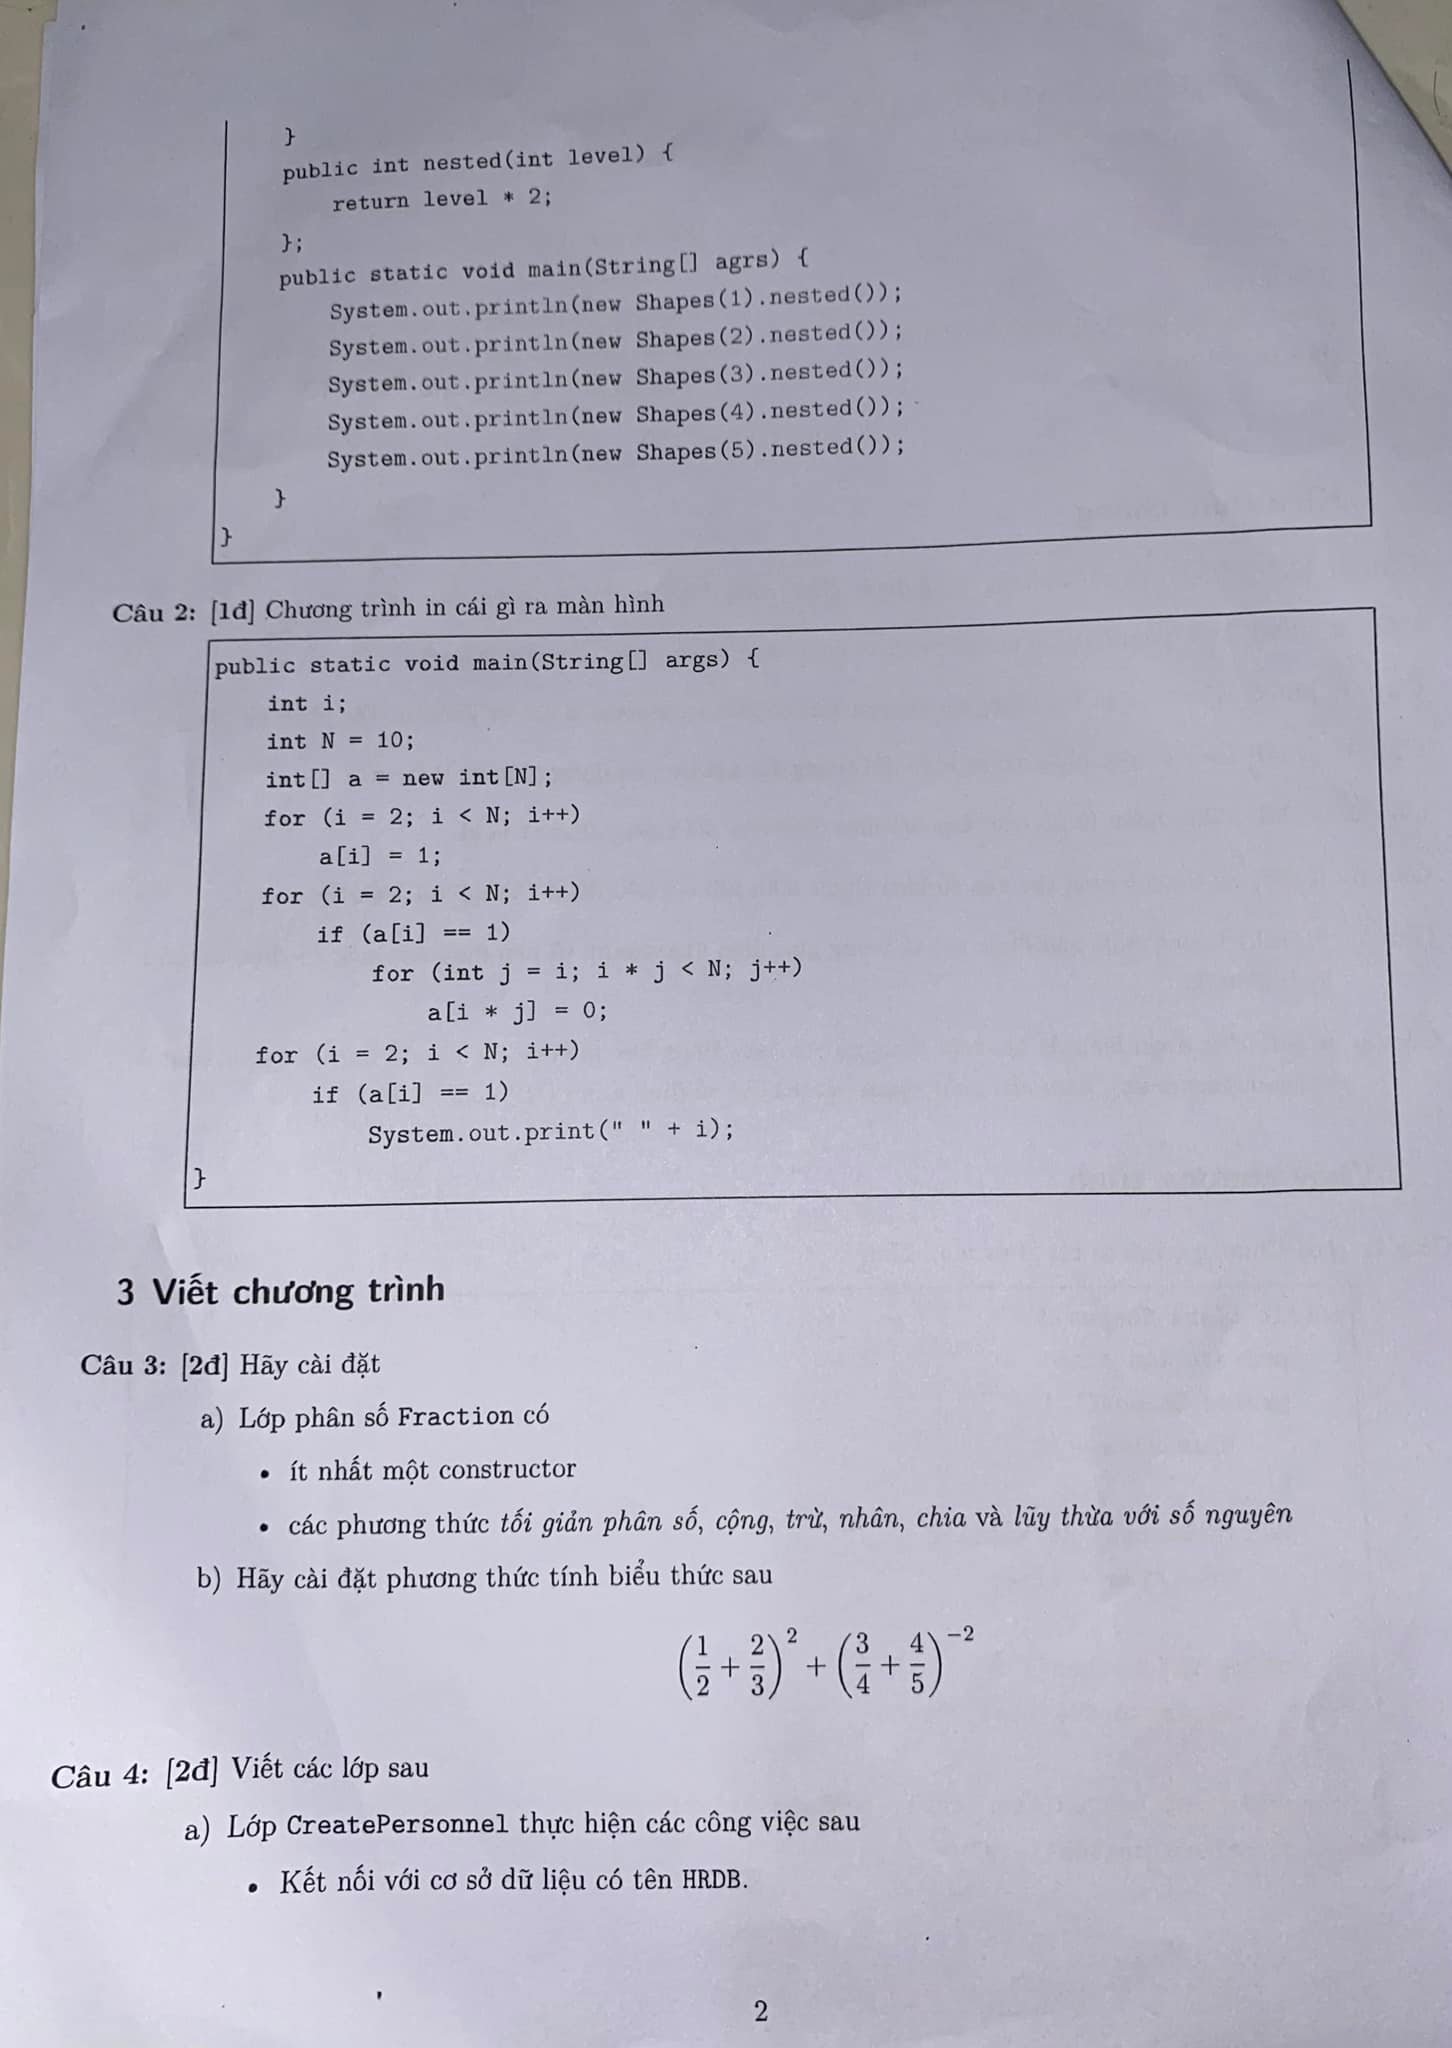 }
public int nested(int level) {
return level * 2;
};
public static void main(String[] agrs) {
System.out.println(new Shapes(1).nested());
System.out.println(new Shapes(2).nested());
System.out.println(new Shapes(3).nested());
System.out.println(new Shapes(4).nested());
System.out.println(new Shapes(5).nested());
}
}
Câu 2: [1đ] Chương trình in cái gì ra màn hình
public static void main(String[] args) {
int i;
int N = 10;
int[] a = new int[N];
for (i = 2; i < N; i++)
a[i] = 1;
for (i = 2; i < N; i++)
if (a[i] == 1)
for (int j = i; i * j < N; j++)
a[i * j] = 0;
for (i = 2; i < N; i++)
if (a[i] == 1)
System.out.print(" " + i);
}
3 Viết chương trình
Câu 3: [2đ] Hãy cài đặt
a) Lớp phân số Fraction có
• ít nhất một constructor
• các phương thức tối giản phân số, cộng, trừ, nhân, chia và lũy thừa với số nguyên
b) Hãy cài đặt phương thức tính biểu thức sau
(1/2 + 2/3)^2 + (3/4 + 4/5)^-2
Câu 4: [2đ] Viết các lớp sau
a) Lớp CreatePersonnel thực hiện các công việc sau
• Kết nối với cơ sở dữ liệu có tên HRDB.
2